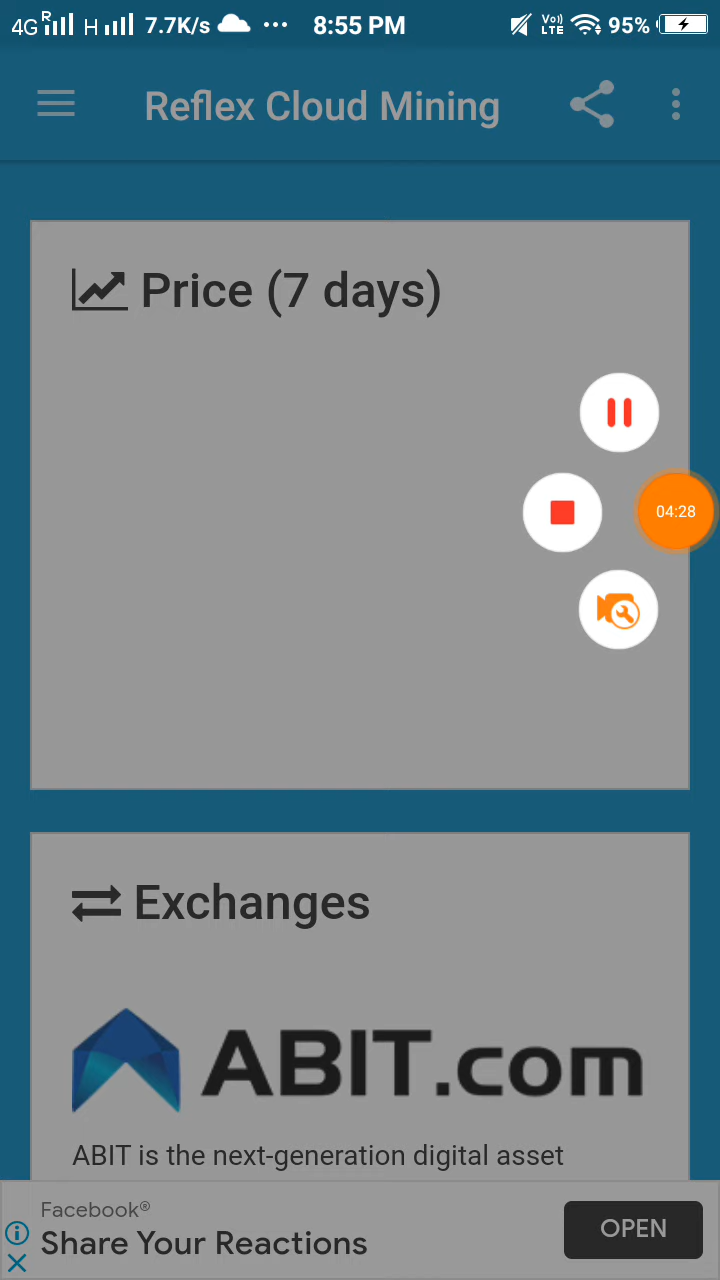 4G R H 7.7K/s ... 8:55 PM Vo)) LTE 95%
Reflex Cloud Mining
Price (7 days)
04:28
Exchanges
ABIT.com
ABIT is the next-generation digital asset
Facebook®
Share Your Reactions
OPEN